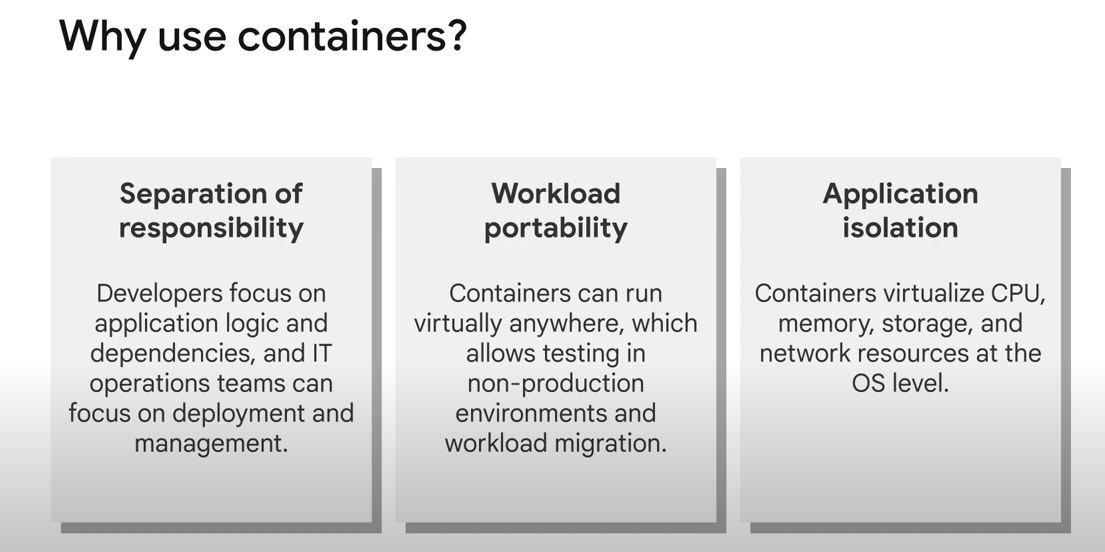 Why use containers?
Separation of
responsibility
Developers focus on
application logic and
dependencies, and IT
operations teams can
focus on deployment and
management.
Workload
portability
Containers can run
virtually anywhere, which
allows testing in
non-production
environments and
workload migration.
Application
isolation
Containers virtualize CPU,
memory, storage, and
network resources at the
OS level.